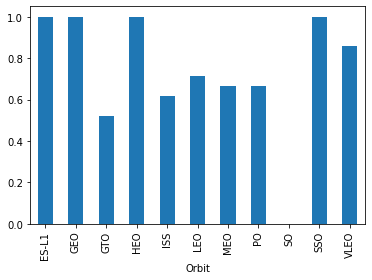 1.0
0.8
0.6
0.4
0.2
0.0
ES-L1
GEO
GTO
HEO
ISS
LEO
MEO
PO
SO
SSO
VLEO
Orbit